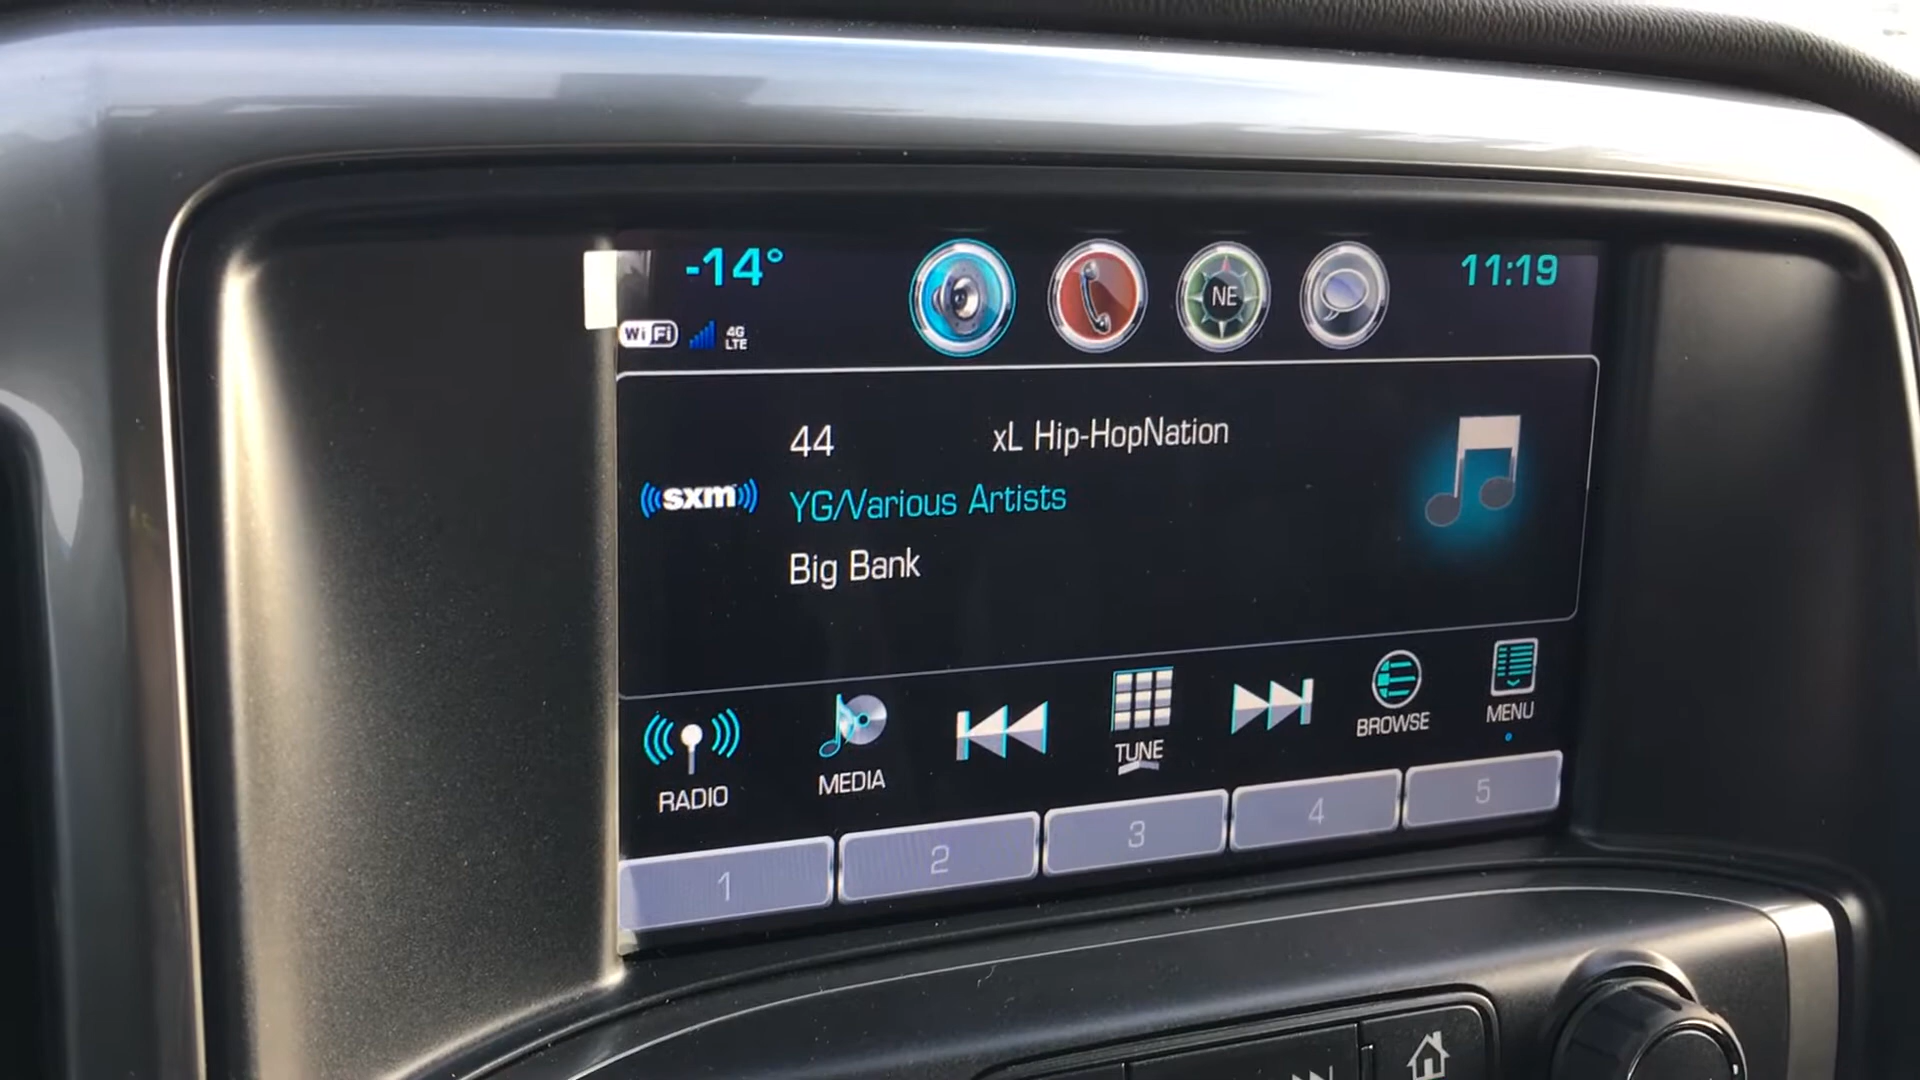 -14° 11:19
WiFi 4G LTE
NE
44 xL Hip-HopNation
((sxm))
YG/Various Artists
Big Bank
RADIO MEDIA TUNE BROWSE MENU
1 2 3 4 5